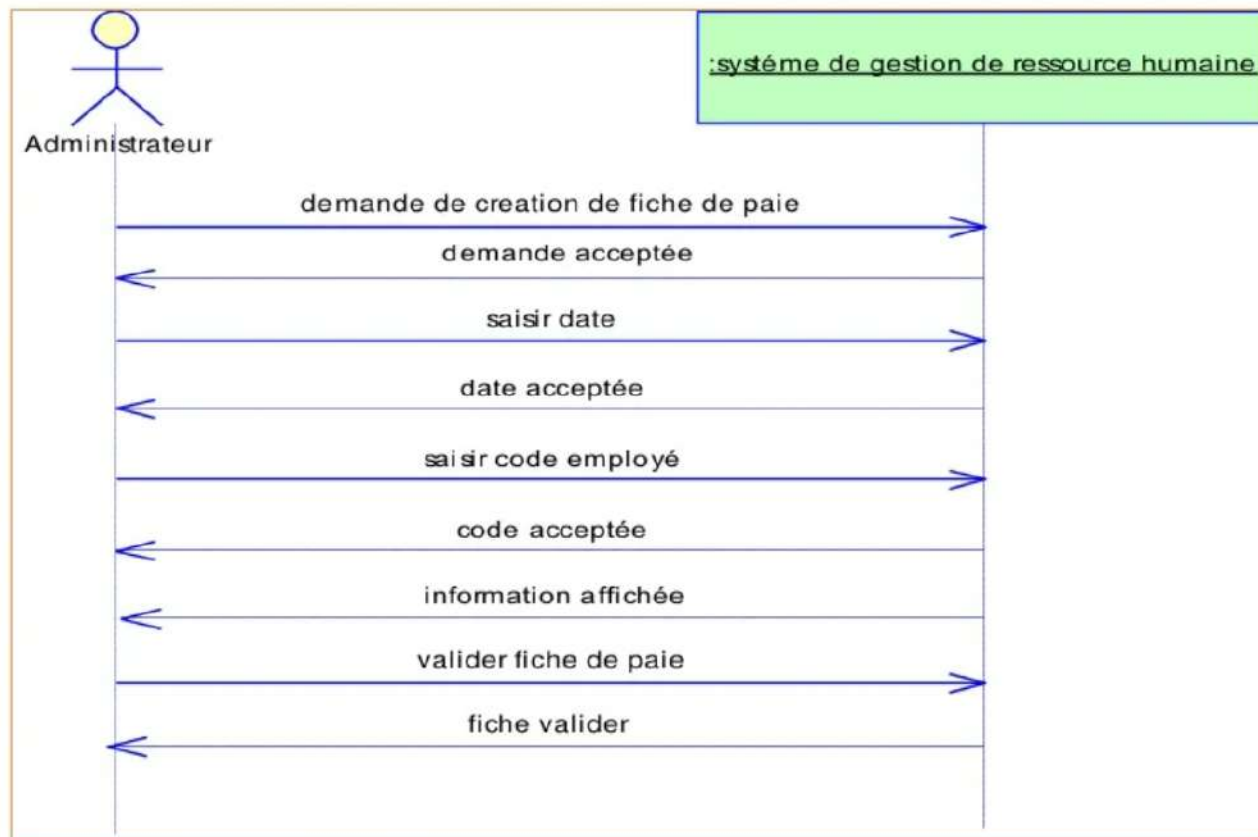 :systéme de gestion de ressource humaine
Administrateur
demande de creation de fiche de paie
demande acceptée
saisir date
date acceptée
saisir code employé
code acceptée
information affichée
valider fiche de paie
fiche valider